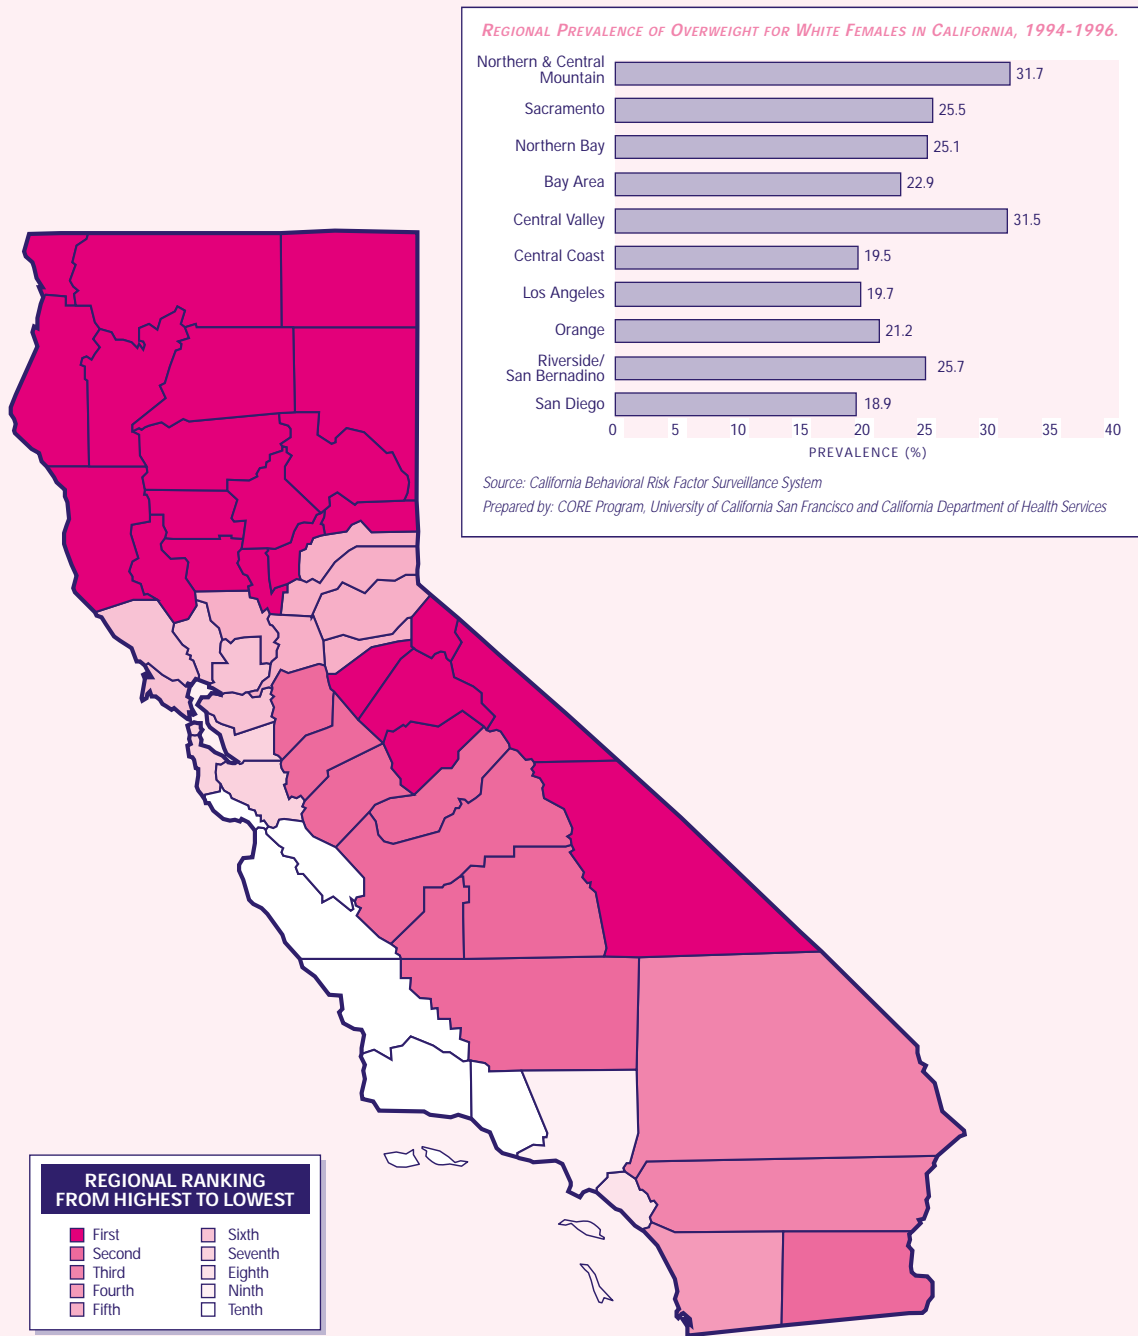 REGIONAL PREVALENCE OF OVERWEIGHT FOR WHITE FEMALES IN CALIFORNIA, 1994-1996.
Northern & Central
Mountain
31.7
Sacramento
25.5
Northern Bay
25.1
Bay Area
22.9
Central Valley
31.5
Central Coast
19.5
Los Angeles
19.7
Orange
21.2
Riverside/
San Bernadino
25.7
San Diego
18.9
0 5 10 15 20 25 30 35 40
PREVALENCE (%)
Source: California Behavioral Risk Factor Surveillance System
Prepared by: CORE Program, University of California San Francisco and California Department of Health Services
REGIONAL RANKING
FROM HIGHEST TO LOWEST
First
Second
Third
Fourth
Fifth
Sixth
Seventh
Eighth
Ninth
Tenth